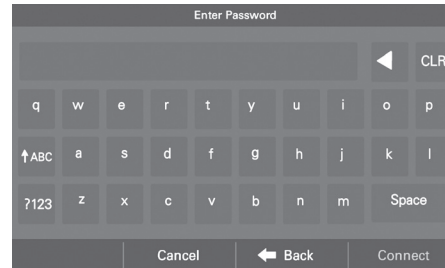 Enter Password
CLR
q w e r t y u i o p
ABC a s d f g h j k l
?123 z x c v b n m Space
Cancel Back Connect